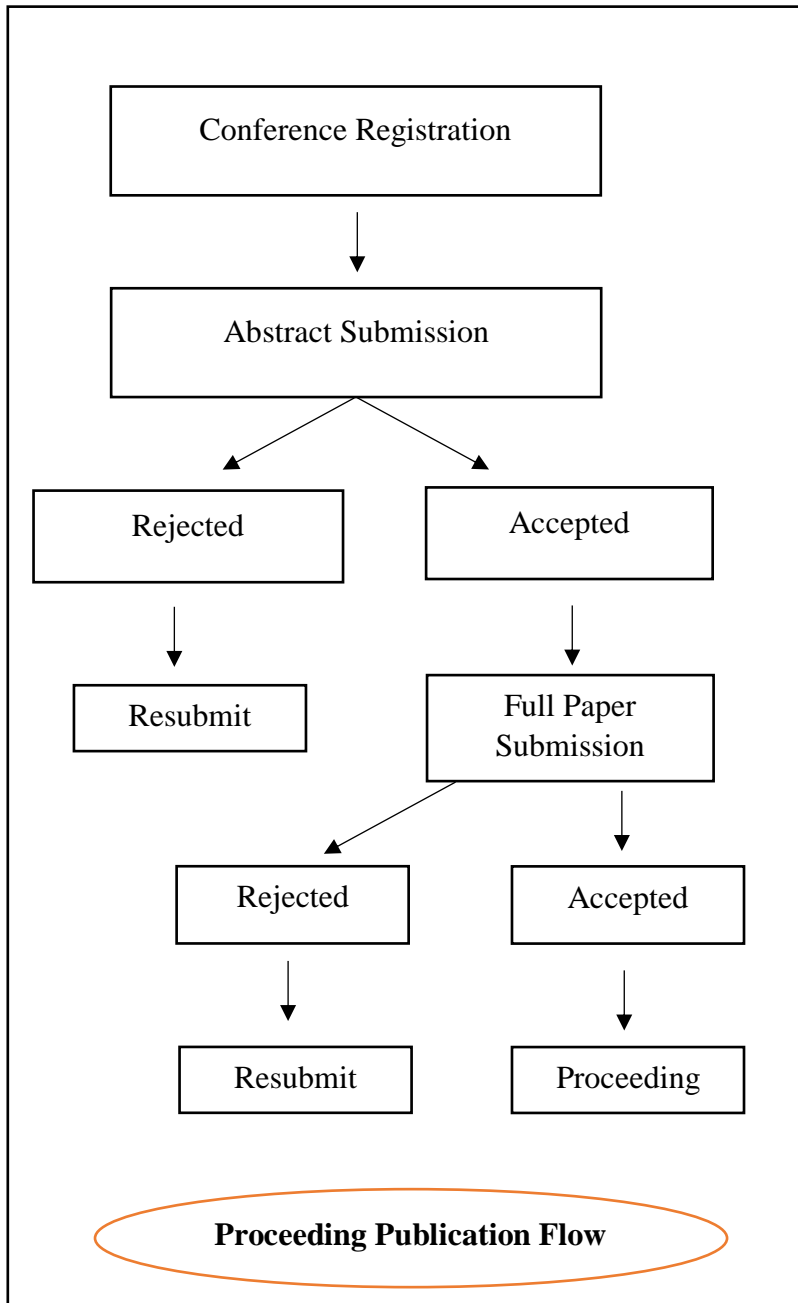 Conference Registration
Abstract Submission
Rejected
Accepted
Resubmit
Full Paper
Submission
Rejected
Accepted
Resubmit
Proceeding
Proceeding Publication Flow